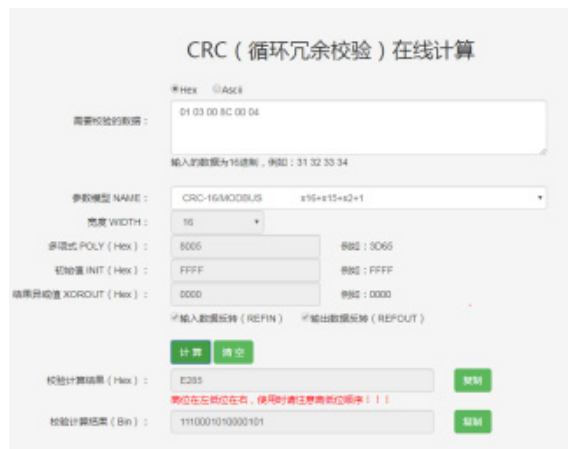 CRC（循环冗余校验）在线计算
Hex Ascii
需要校验的数据：
01 03 00 8C 00 04
输入的数据为16进制，例如：31 32 33 34
参数模型 NAME： CRC-16/MODBUS x16+x15+x2+1
宽度 WIDTH： 16
多项式 POLY（Hex）： 8005 例如：3D65
初始值 INIT（Hex）： FFFF 例如：FFFF
结果异或值 XOROUT（Hex）： 0000 例如：0000
输入数据反转（REFIN） 输出数据反转（REFOUT）
计算 清空
校验计算结果（Hex）： E285 复制
高位在左低位在右，使用时请注意高低位顺序！！！
校验计算结果（Bin）： 1110001010000101 复制